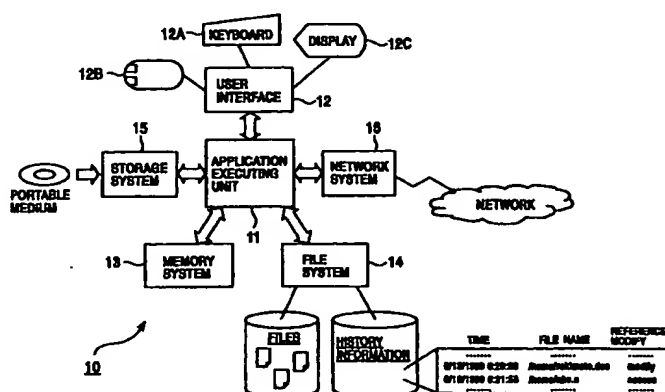 12A
KEYBOARD
DISPLAY
12C
12B
USER
INTERFACE
12
15
16
STORAGE
SYSTEM
APPLICATION
EXECUTING
UNIT
NETWORK
SYSTEM
PORTABLE
MEDIUM
NETWORK
11
13
MEMORY
SYSTEM
FILE
SYSTEM
14
10
FILES
HISTORY
INFORMATION
TIME
FILE NAME
REFERENCE
MODIFY
modify